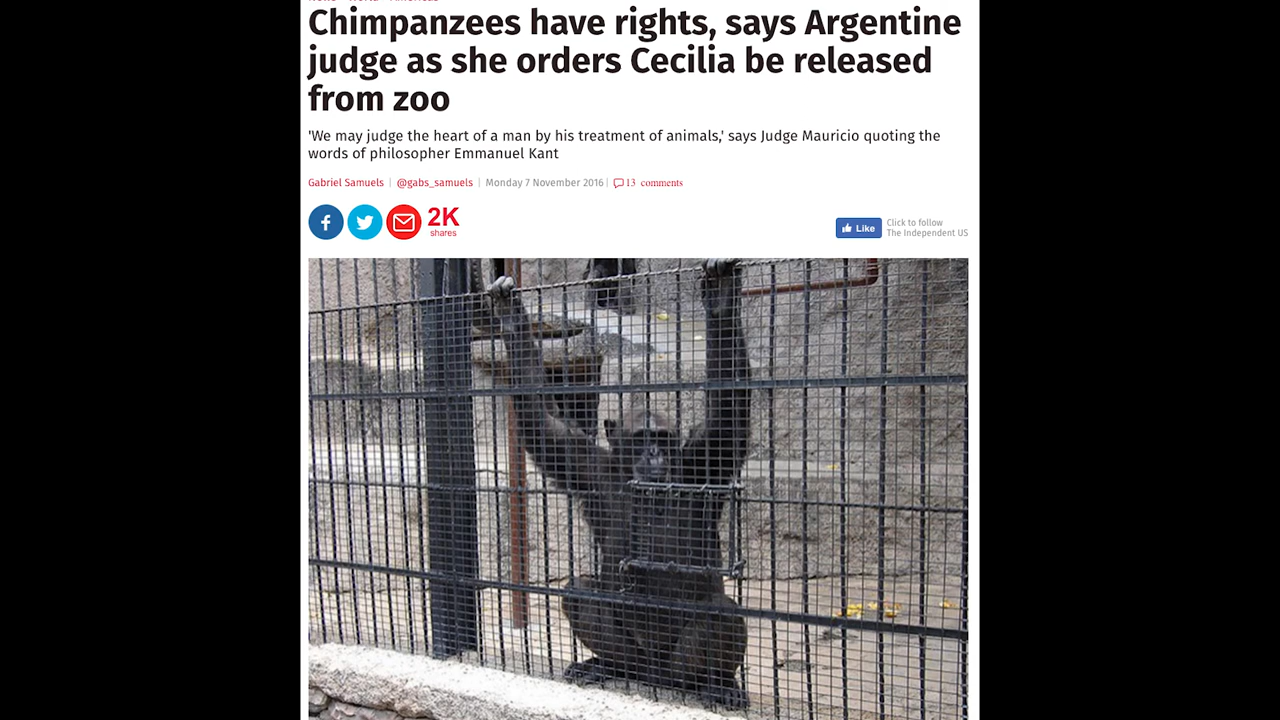 Chimpanzees have rights, says Argentine
judge as she orders Cecilia be released
from zoo
'We may judge the heart of a man by his treatment of animals,' says Judge Mauricio quoting the
words of philosopher Emmanuel Kant
Gabriel Samuels | @gabs_samuels | Monday 7 November 2016 | 13 comments
2K
shares
Like
Click to follow
The Independent US